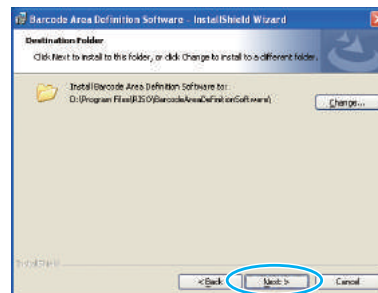 Barcode Area Definition Software - InstallShield Wizard
Destination Folder
Click Next to install to this folder, or click Change to install to a different folder.
Install Barcode Area Definition Software to:
D:\Program Files\RISO\BarcodeAreaDefinitionSoftware\
Change...
InstallShield
< Back
Next >
Cancel